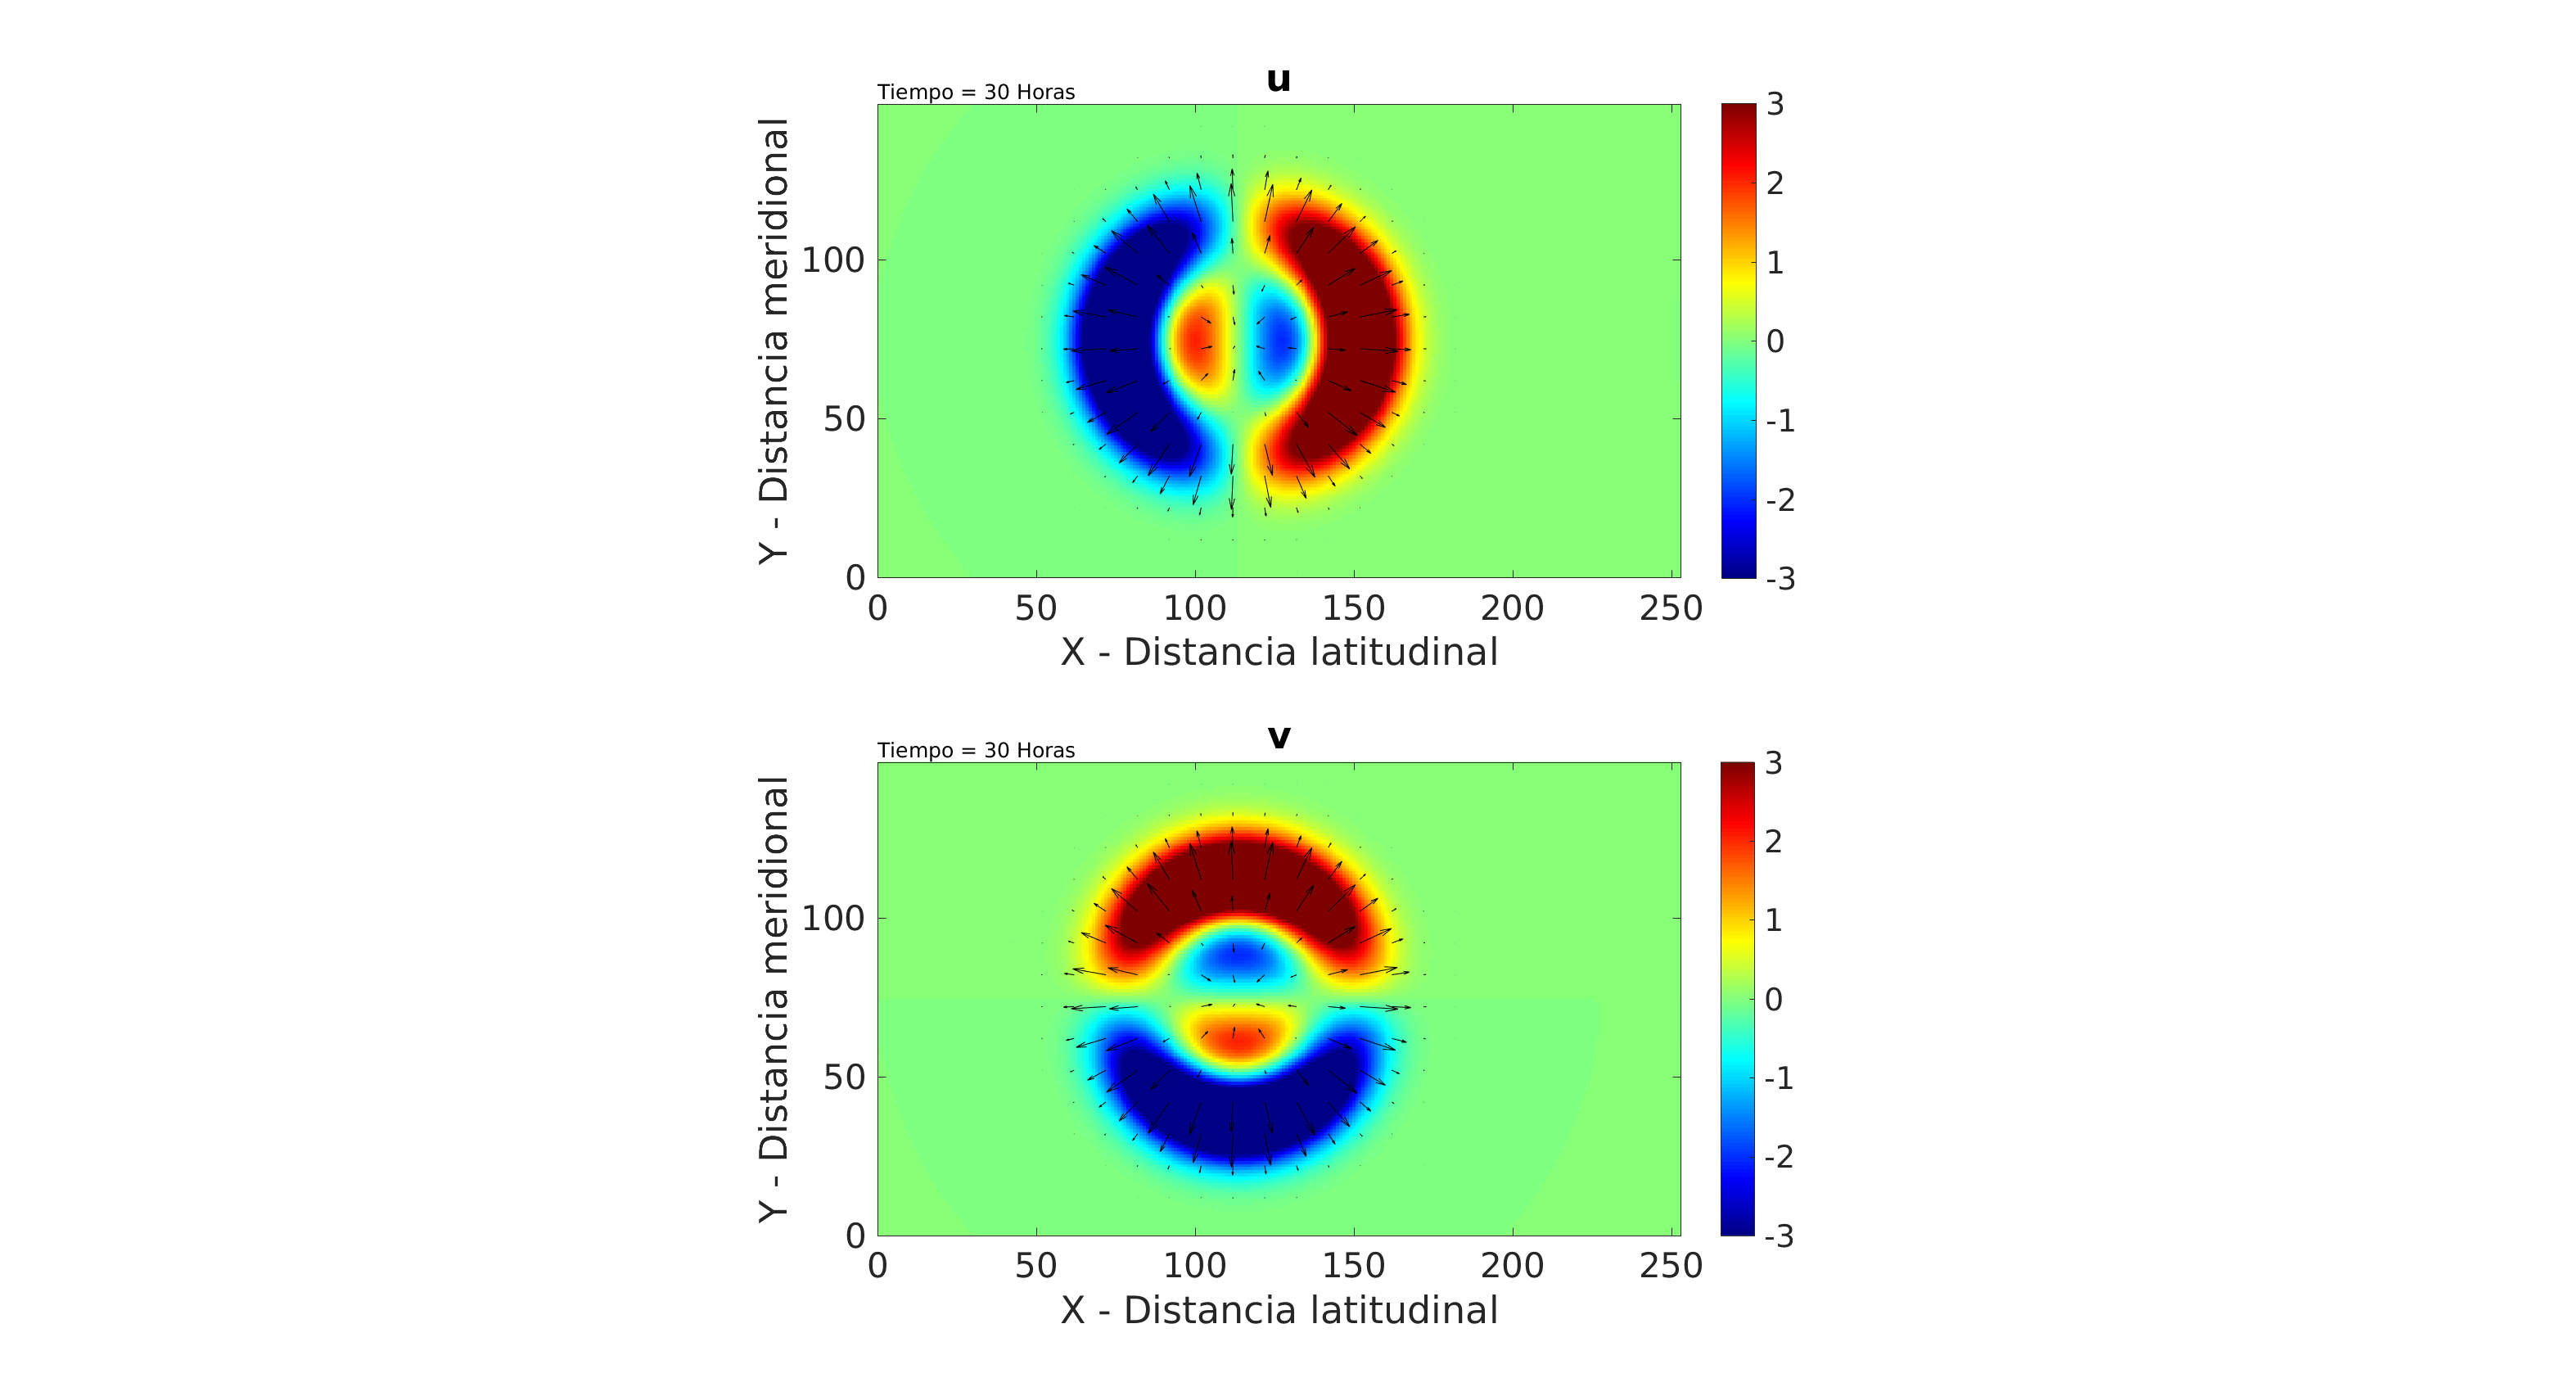 u
Tiempo = 30 Horas
Y - Distancia meridional
100
50
0
0 50 100 150 200 250
X - Distancia latitudinal
3
2
1
0
-1
-2
-3
v
Tiempo = 30 Horas
Y - Distancia meridional
100
50
0
0 50 100 150 200 250
X - Distancia latitudinal
3
2
1
0
-1
-2
-3